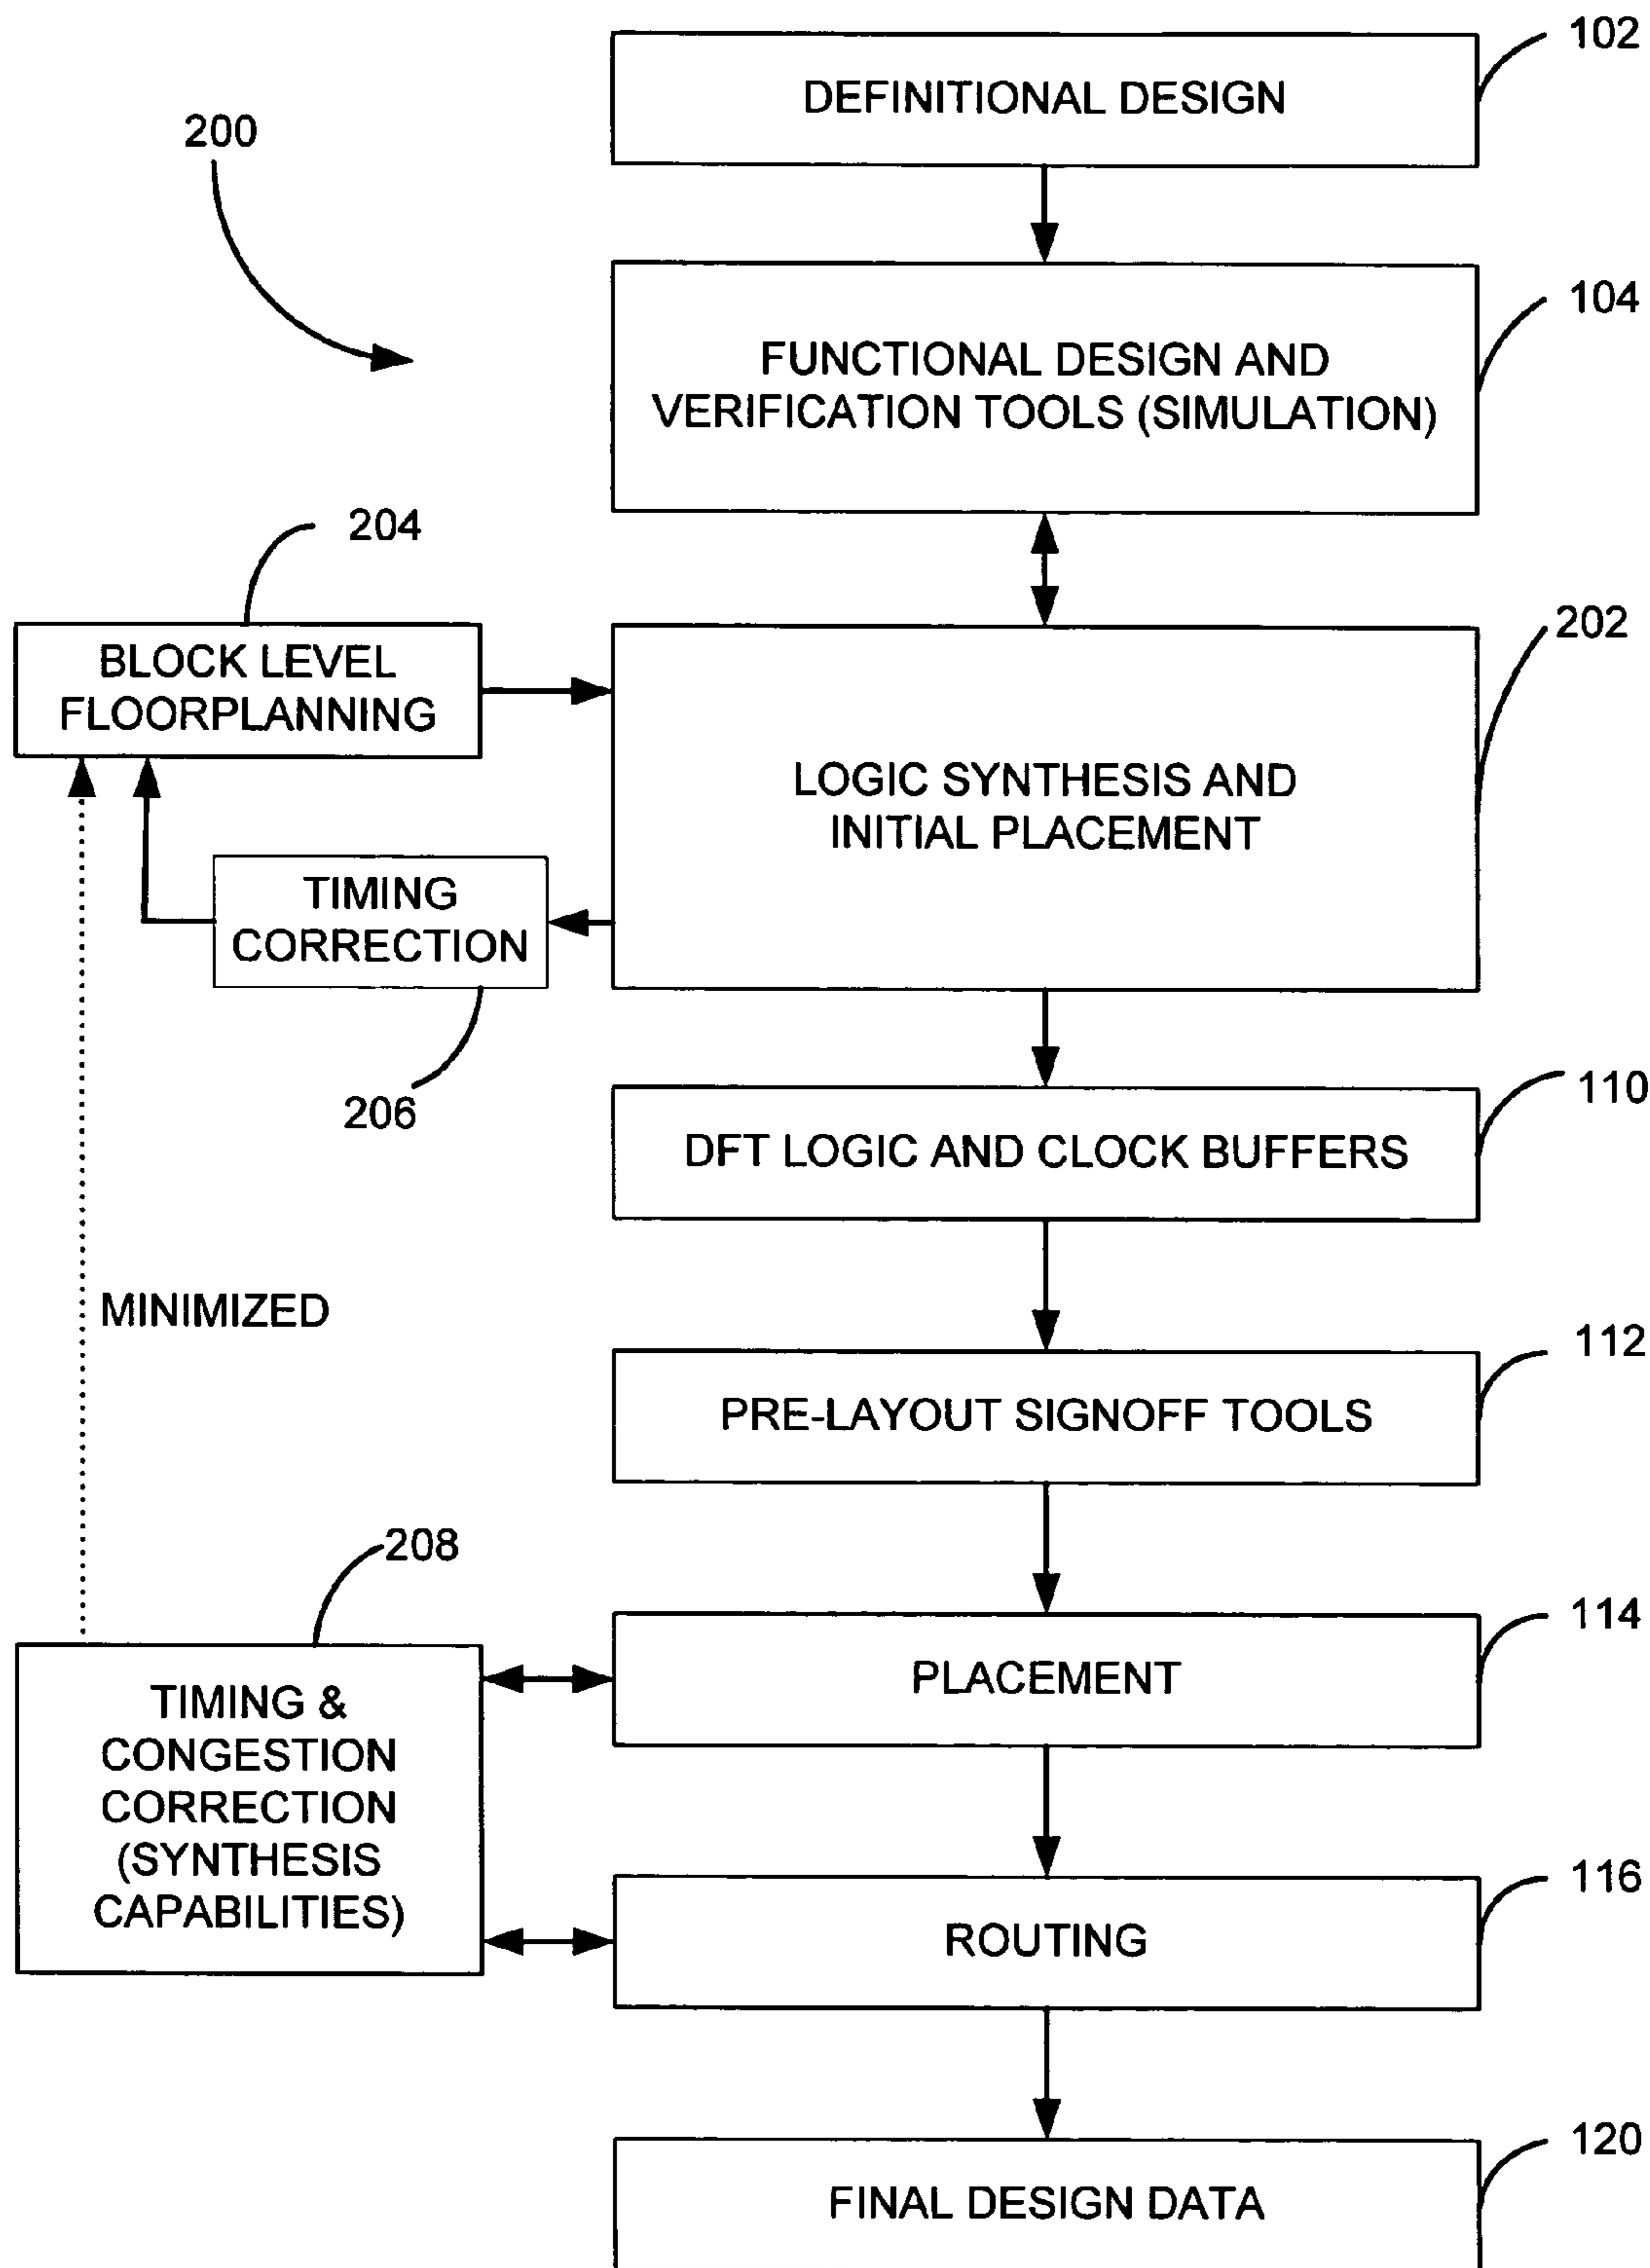 102
DEFINITIONAL DESIGN
200
104
FUNCTIONAL DESIGN AND
VERIFICATION TOOLS (SIMULATION)
204
BLOCK LEVEL
FLOORPLANNING
202
LOGIC SYNTHESIS AND
INITIAL PLACEMENT
TIMING
CORRECTION
206
110
DFT LOGIC AND CLOCK BUFFERS
MINIMIZED
112
PRE-LAYOUT SIGNOFF TOOLS
208
TIMING &
CONGESTION
CORRECTION
(SYNTHESIS
CAPABILITIES)
114
PLACEMENT
116
ROUTING
120
FINAL DESIGN DATA